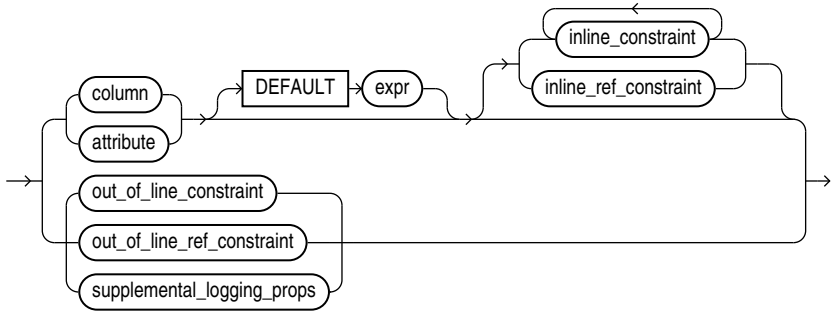 inline_constraint
inline_ref_constraint
column
DEFAULT
expr
attribute
out_of_line_constraint
out_of_line_ref_constraint
supplemental_logging_props